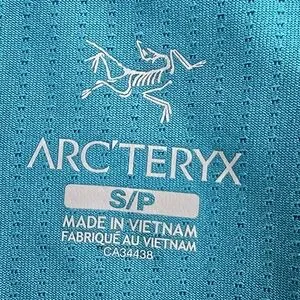 ARC'TERYX
S/P
MADE IN VIETNAM
FABRIQUÉ AU VIETNAM
CA34438